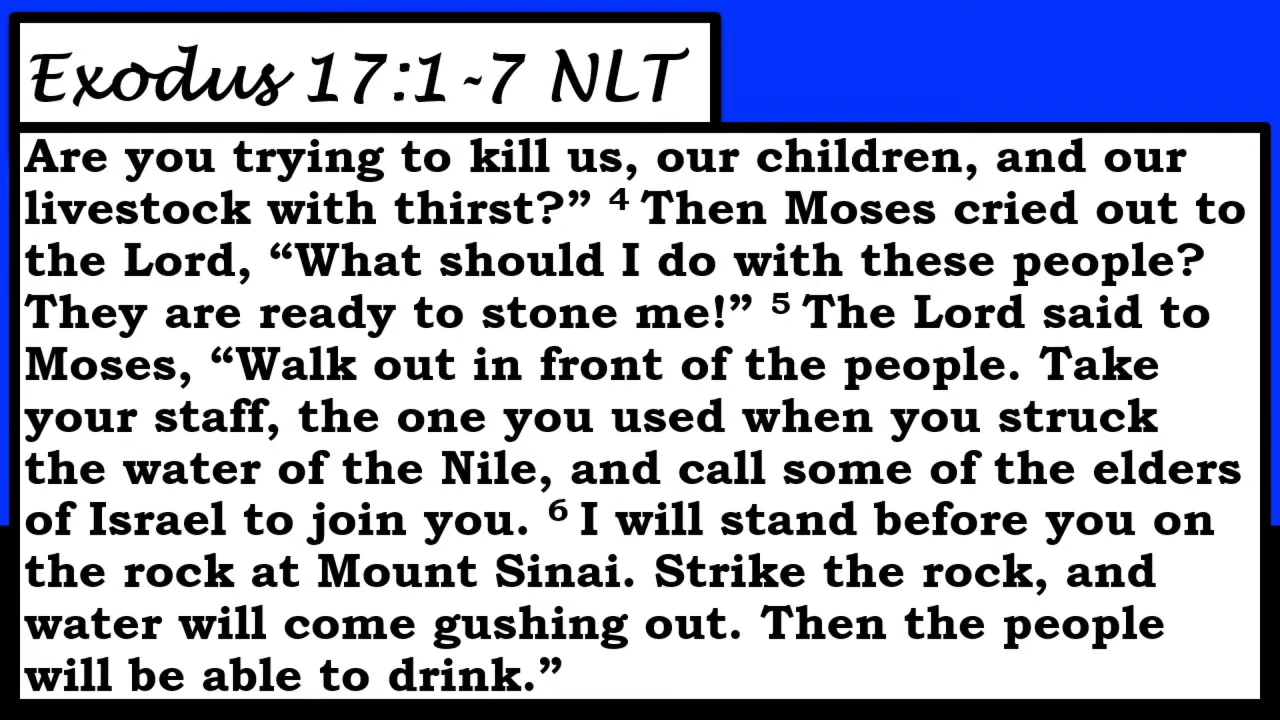 Exodus 17:1-7 NLT
Are you trying to kill us, our children, and our
livestock with thirst?” ⁴ Then Moses cried out to
the Lord, “What should I do with these people?
They are ready to stone me!” ⁵ The Lord said to
Moses, “Walk out in front of the people. Take
your staff, the one you used when you struck
the water of the Nile, and call some of the elders
of Israel to join you. ⁶ I will stand before you on
the rock at Mount Sinai. Strike the rock, and
water will come gushing out. Then the people
will be able to drink.”